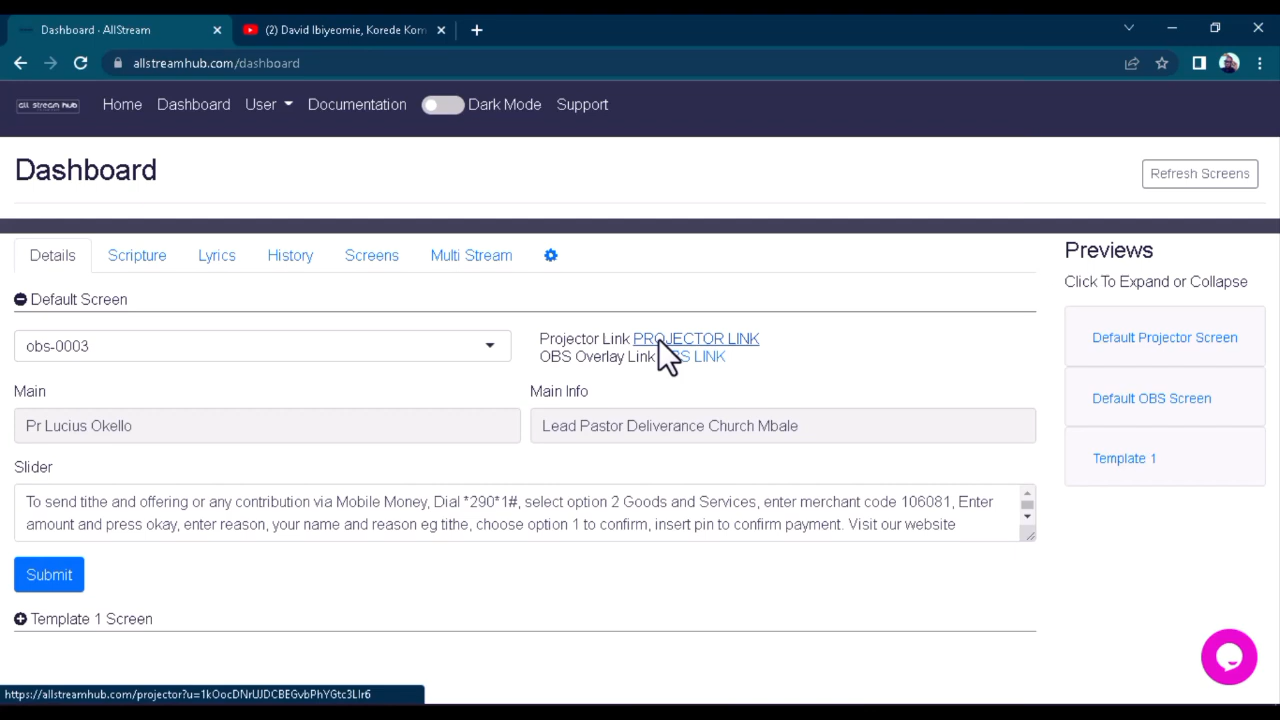 Dashboard · AllStream
(2) David Ibiyeomie, Korede Kom
allstreamhub.com/dashboard
all stream hub
Home
Dashboard
User
Documentation
Dark Mode
Support
Dashboard
Refresh Screens
Details
Scripture
Lyrics
History
Screens
Multi Stream
Default Screen
obs-0003
Projector Link PROJECTOR LINK
OBS Overlay Link LINK
Main
Main Info
Pr Lucius Okello
Lead Pastor Deliverance Church Mbale
Slider
To send tithe and offering or any contribution via Mobile Money, Dial *290*1#, select option 2 Goods and Services, enter merchant code 106081, Enter
amount and press okay, enter reason, your name and reason eg tithe, choose option 1 to confirm, insert pin to confirm payment. Visit our website
Submit
Template 1 Screen
Previews
Click To Expand or Collapse
Default Projector Screen
Default OBS Screen
Template 1